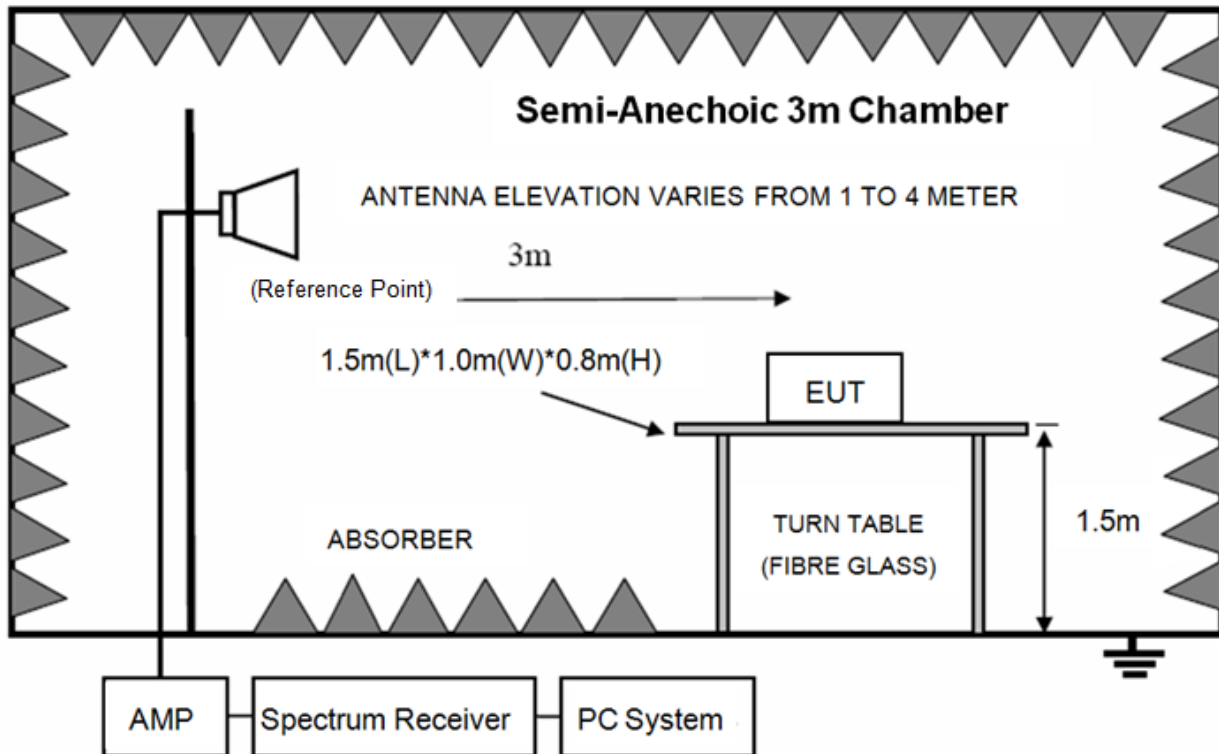 Semi-Anechoic 3m Chamber
ANTENNA ELEVATION VARIES FROM 1 TO 4 METER
3m
(Reference Point)
1.5m(L)*1.0m(W)*0.8m(H)
EUT
TURN TABLE
(FIBRE GLASS)
1.5m
ABSORBER
AMP
Spectrum Receiver
PC System